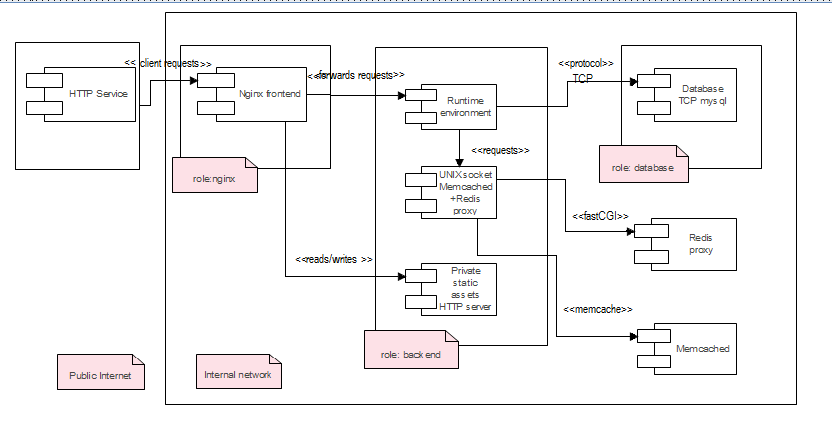 << client requests>>
HTTP Service
<<forwards requests>>
Nginx frontend
role:nginx
Runtime
environment
<<requests>>
UNIXsocket
Memcached
+Redis
proxy
<<protocol>>
TCP
Database
TCP mysql
role: database
<<fastCGI>>
Redis
proxy
<<reads/writes >>
Private
static
assets
HTTP server
<<memcache>>
Memcached
role: backend
Public Internet
Internal network